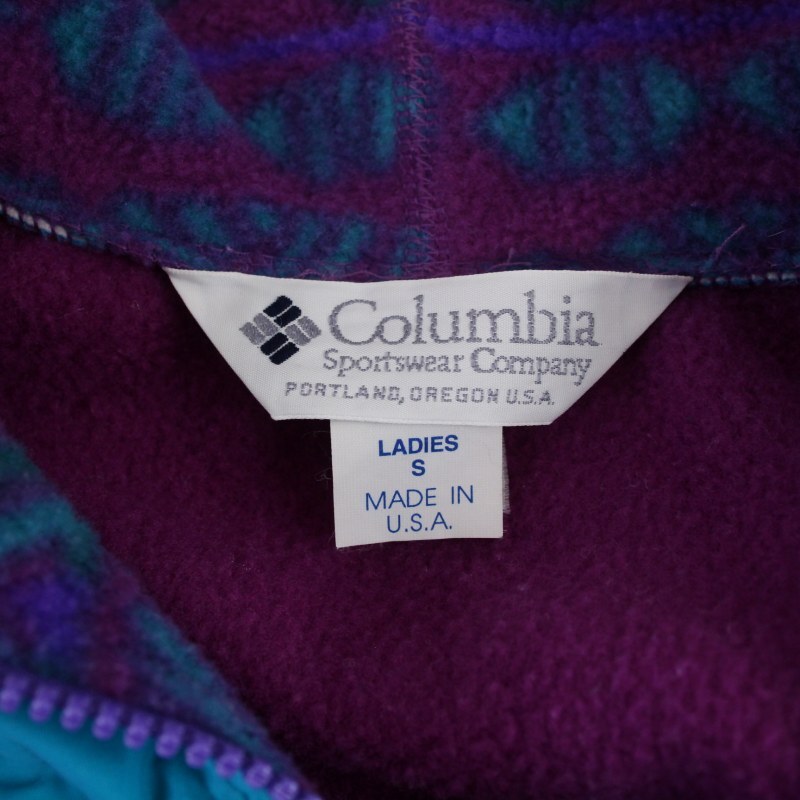 Columbia
Sportswear Company
PORTLAND, OREGON U.S.A.
LADIES
S
MADE IN
U.S.A.